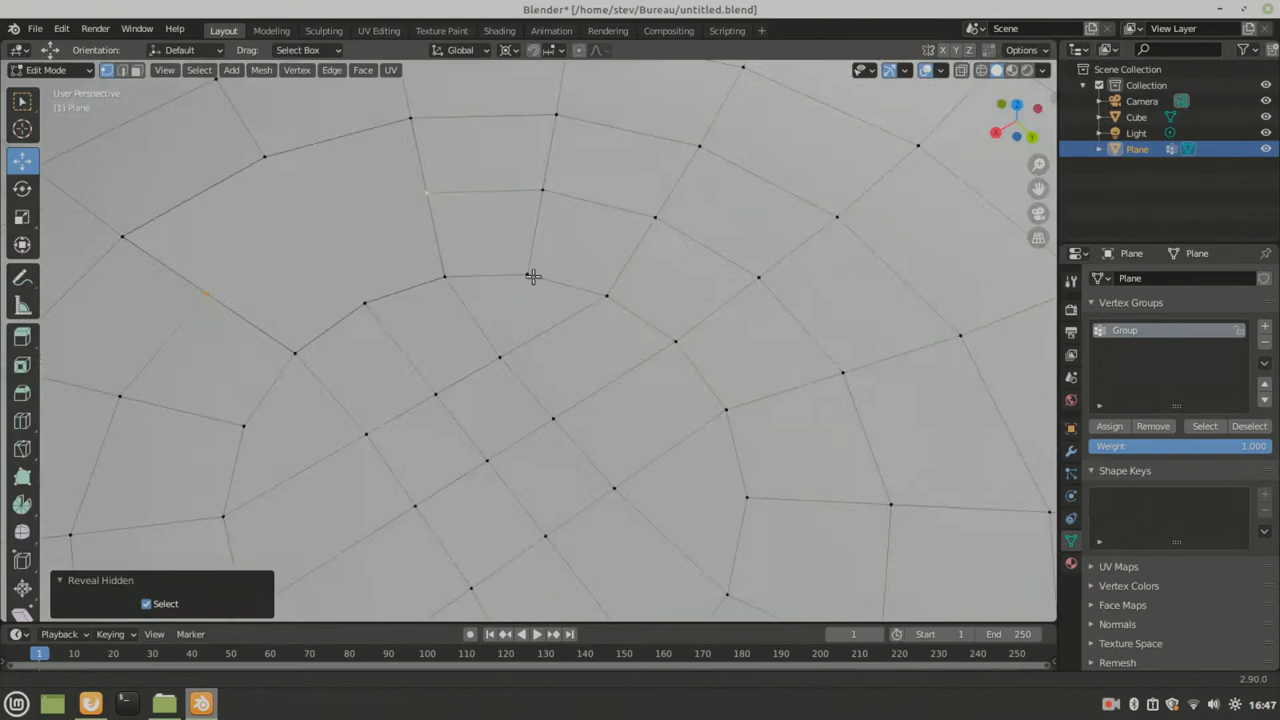 Blender* [/home/stev/Bureau/untitled.blend]
File Edit Render Window Help Layout Modeling Sculpting UV Editing Texture Paint Shading Animation Rendering Compositing Scripting + Scene View Layer
Orientation: Default Drag: Select Box Global X Y Z Options
Edit Mode View Select Add Mesh Vertex Edge Face UV
User Perspective
(1) Plane
X
Y
Z
Scene Collection
Collection
Camera
Cube
Light
Plane
Plane Plane
Plane
Vertex Groups
Group
Assign Remove Select Deselect
Weight 1.000
Shape Keys
UV Maps
Vertex Colors
Face Maps
Normals
Texture Space
Remesh
Reveal Hidden
Select
Playback Keying View Marker 1 Start 1 End 250
1 10 20 30 40 50 60 70 80 90 100 110 120 130 140 150 160 170 180 190 200 210 220 230 240 250
2.90.0
16:47